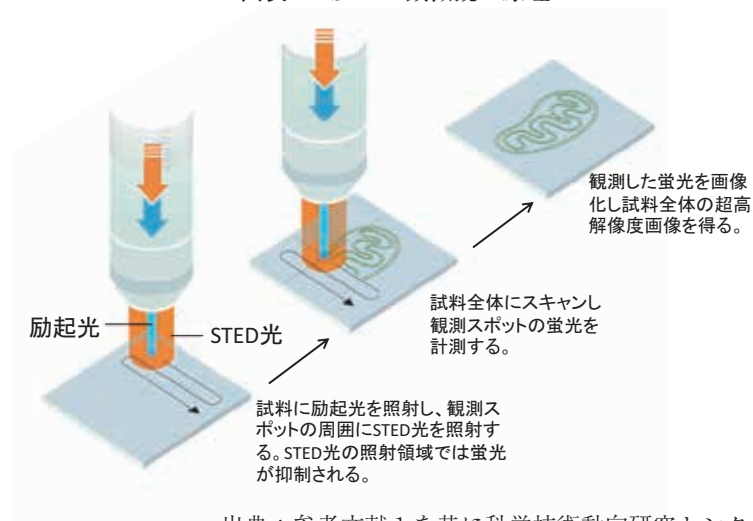 観測した蛍光を画像
化し試料全体の超高
解像度画像を得る。
試料全体にスキャンし
観測スポットの蛍光を
計測する。
励起光
STED光
試料に励起光を照射し、観測ス
ポットの周囲にSTED光を照射す
る。STED光の照射領域では蛍光
が抑制される。